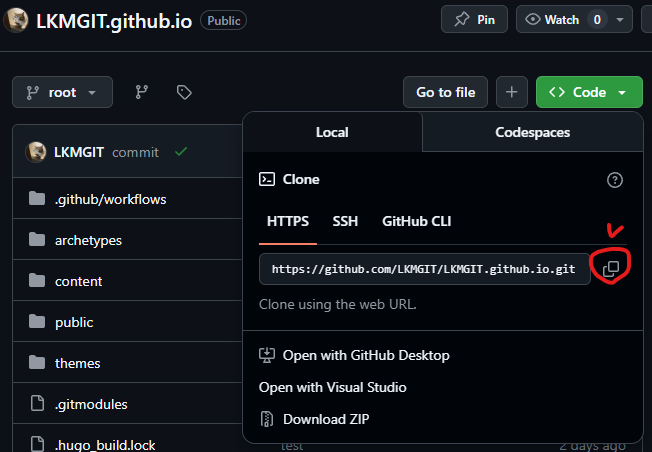 LKMGIT.github.io Public
Pin
Watch 0
root
Go to file
Code
Local
Codespaces
LKMGIT commit
Clone
.github/workflows
HTTPS SSH GitHub CLI
archetypes
https://github.com/LKMGIT/LKMGIT.github.io.git
content
Clone using the web URL.
public
Open with GitHub Desktop
themes
Open with Visual Studio
.gitmodules
Download ZIP
.hugo_build.lock
test
2 days ago